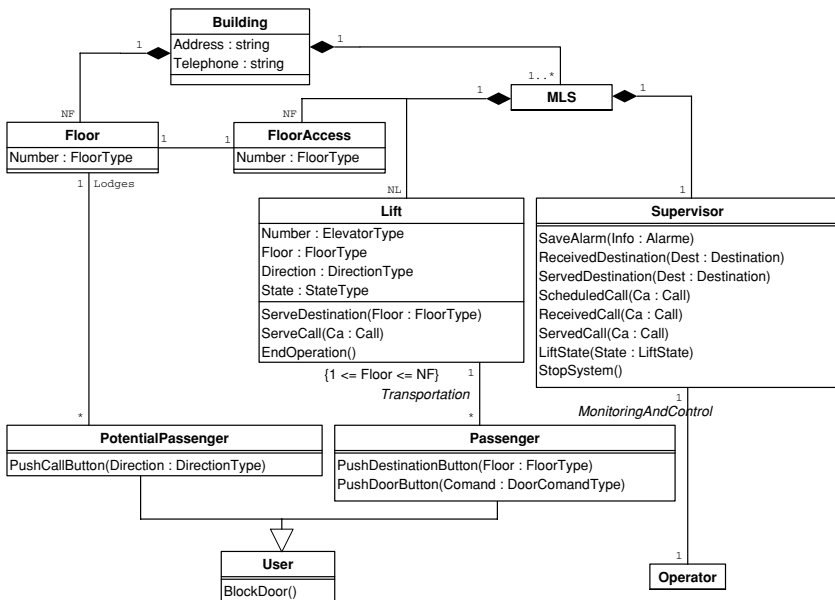 Building
Address : string
Telephone : string
1
1
NF
1..*
MLS
1
1
NF
Floor
Number : FloorType
1
1
FloorAccess
Number : FloorType
1 Lodges
NL
1
Lift
Number : ElevatorType
Floor : FloorType
Direction : DirectionType
State : StateType
ServeDestination(Floor : FloorType)
ServeCall(Ca : Call)
EndOperation()
Supervisor
SaveAlarm(Info : Alarme)
ReceivedDestination(Dest : Destination)
ServedDestination(Dest : Destination)
ScheduledCall(Ca : Call)
ReceivedCall(Ca : Call)
ServedCall(Ca : Call)
LiftState(State : LiftState)
StopSystem()
{1 <= Floor <= NF}
1
Transportation
*
1
MonitoringAndControl
*
PotentialPassenger
PushCallButton(Direction : DirectionType)
Passenger
PushDestinationButton(Floor : FloorType)
PushDoorButton(Comand : DoorComandType)
User
BlockDoor()
1
Operator